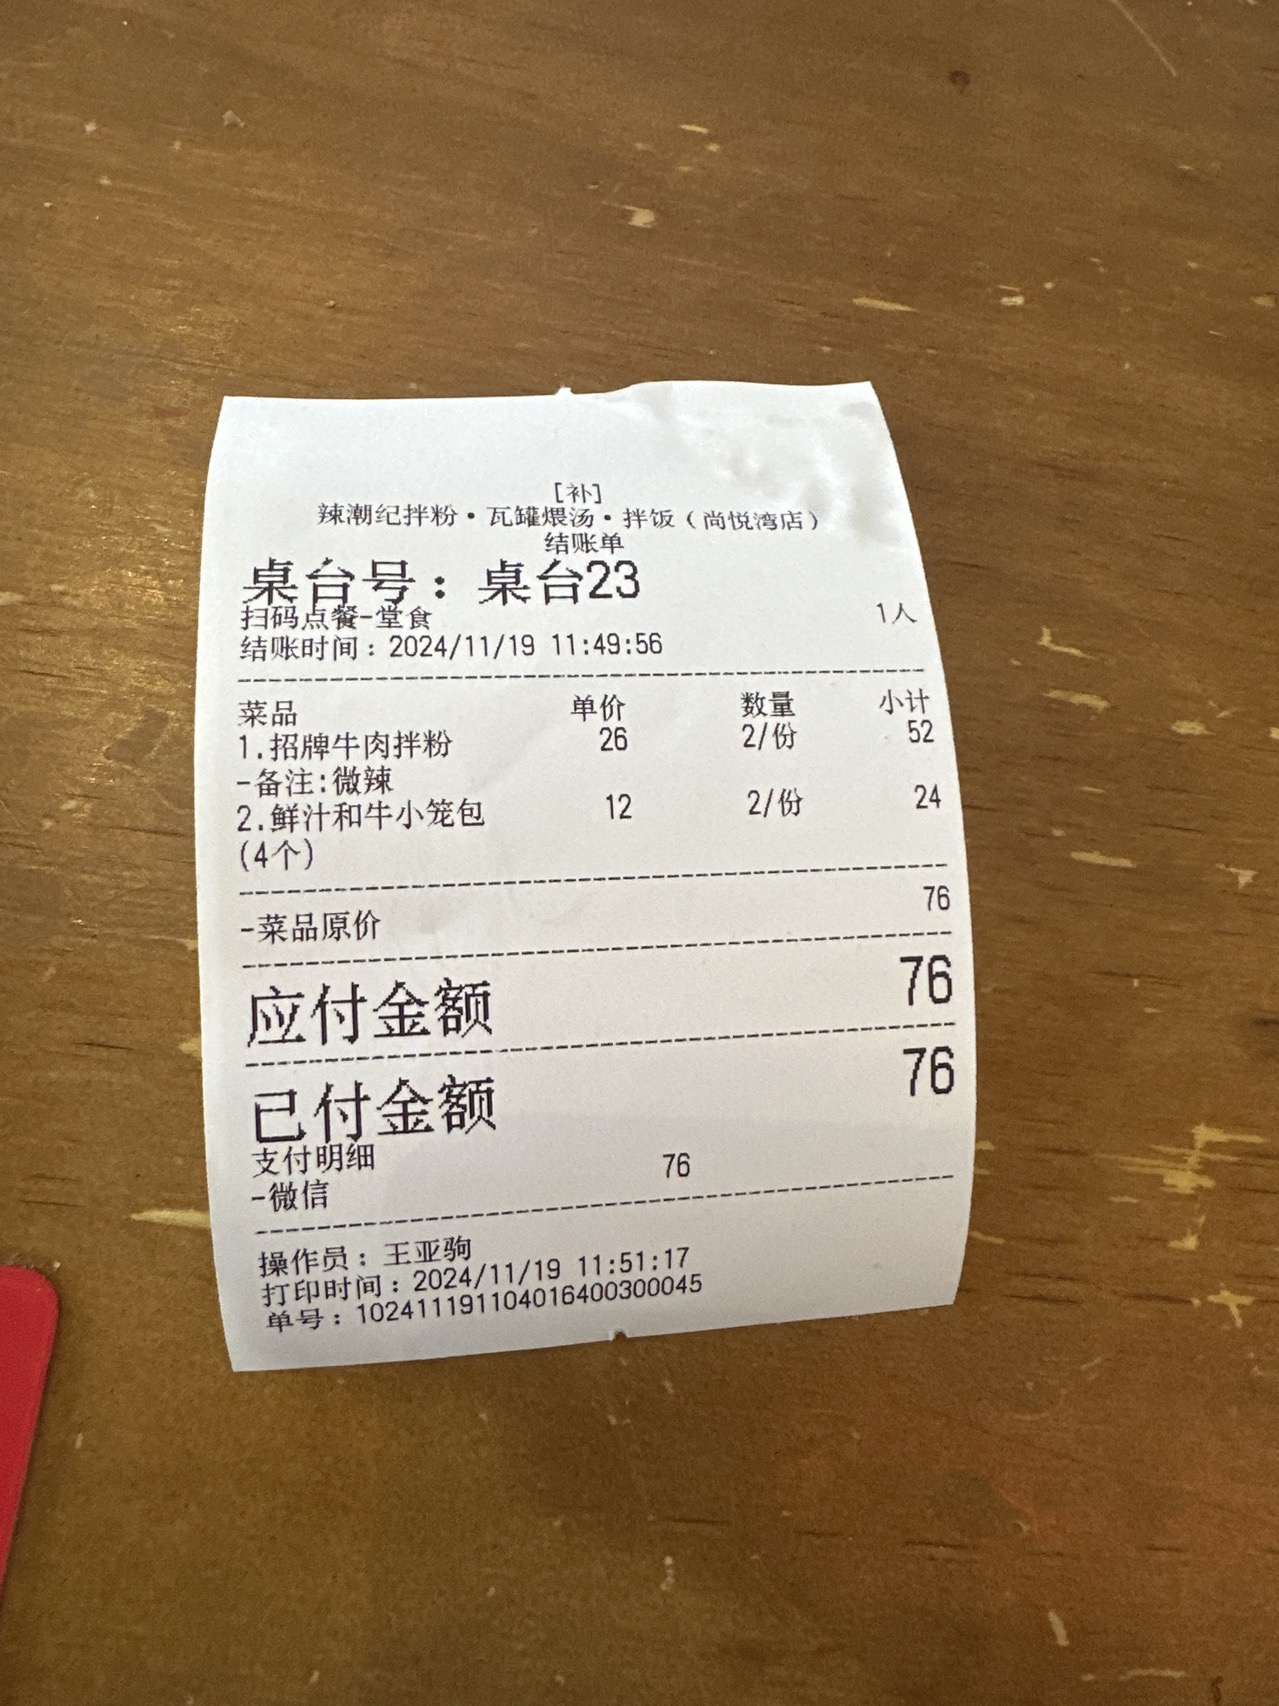 [补]
辣潮纪拌粉·瓦罐煨汤·拌饭(尚悦湾店)
结账单
桌台号:桌台23
扫码点餐-堂食 1人
结账时间:2024/11/19 11:49:56
菜品 单价 数量 小计
1.招牌牛肉拌粉 26 2/份 52
-备注:微辣
2.鲜汁和牛小笼包 12 2/份 24
(4个)
-菜品原价 76
应付金额 76
已付金额 76
支付明细
-微信 76
操作员:王亚驹
打印时间:2024/11/19 11:51:17
单号:102411191104016400300045